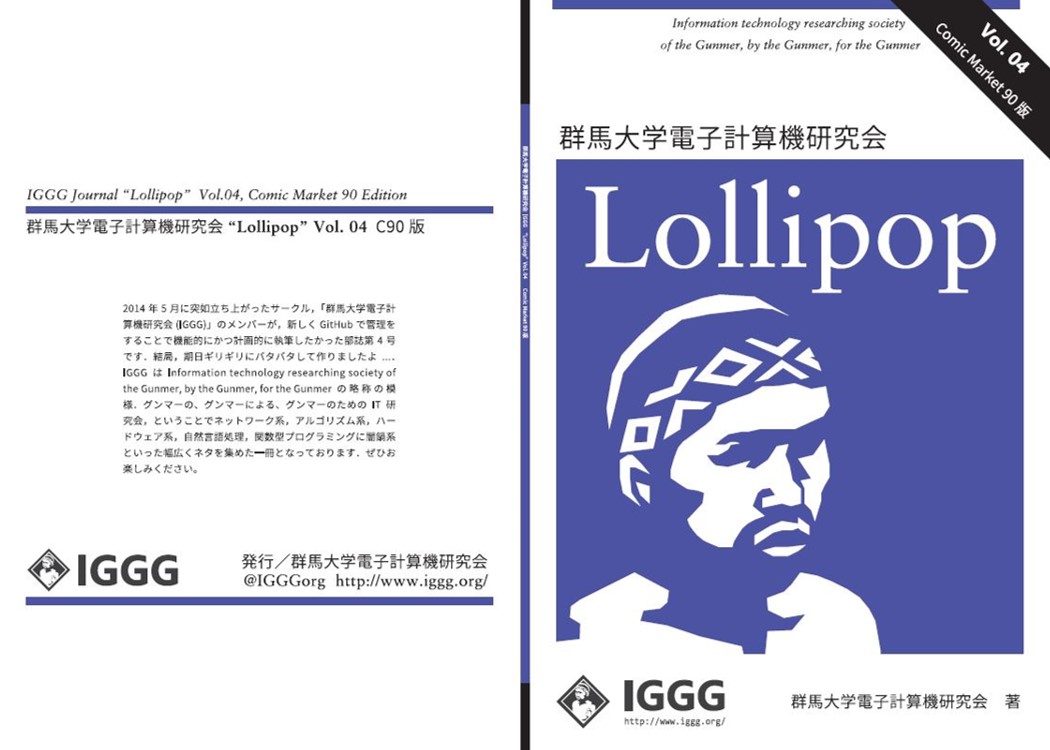 IGGG Journal “Lollipop” Vol.04, Comic Market 90 Edition
群馬大学電子計算機研究会 “Lollipop” Vol. 04 C90 版
2014 年 5 月に突如立ち上がったサークル，「群馬大学電子計
算機研究会 (IGGG)」のメンバーが，新しく GitHub で管理を
することで機能的にかつ計画的に執筆したかった部誌第 4 号
です．結局，期日ギリギリにバタバタして作りましたよ ....
IGGG は Information technology researching society of
the Gunmer, by the Gunmer, for the Gunmer の略称の模
様．グンマーの、グンマーによる、グンマーのための IT 研
究会，ということでネットワーク系，アルゴリズム系，ハー
ドウェア系，自然言語処理，関数型プログラミングに闇鍋系
といった幅広くネタを集めた一冊となっております．ぜひお
楽しみください。
IGGG
発行／群馬大学電子計算機研究会
@IGGGorg http://www.iggg.org/
群馬大学電子計算機研究会 IGGG “Lollipop” Vol. 04 Comic Market 90 版
Information technology researching society
of the Gunmer, by the Gunmer, for the Gunmer
Vol. 04
Comic Market 90 版
群馬大学電子計算機研究会
Lollipop
IGGG
http://www.iggg.org/
群馬大学電子計算機研究会 著